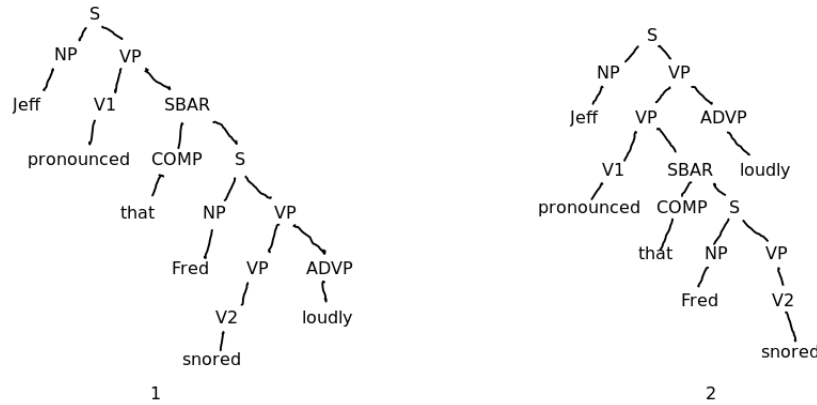 S
NP VP
Jeff V1 SBAR
pronounced COMP S
that NP VP
Fred VP ADVP
V2 loudly
snored
1
S
NP VP
Jeff VP ADVP
V1 SBAR loudly
pronounced COMP S
that NP VP
Fred V2
snored
2